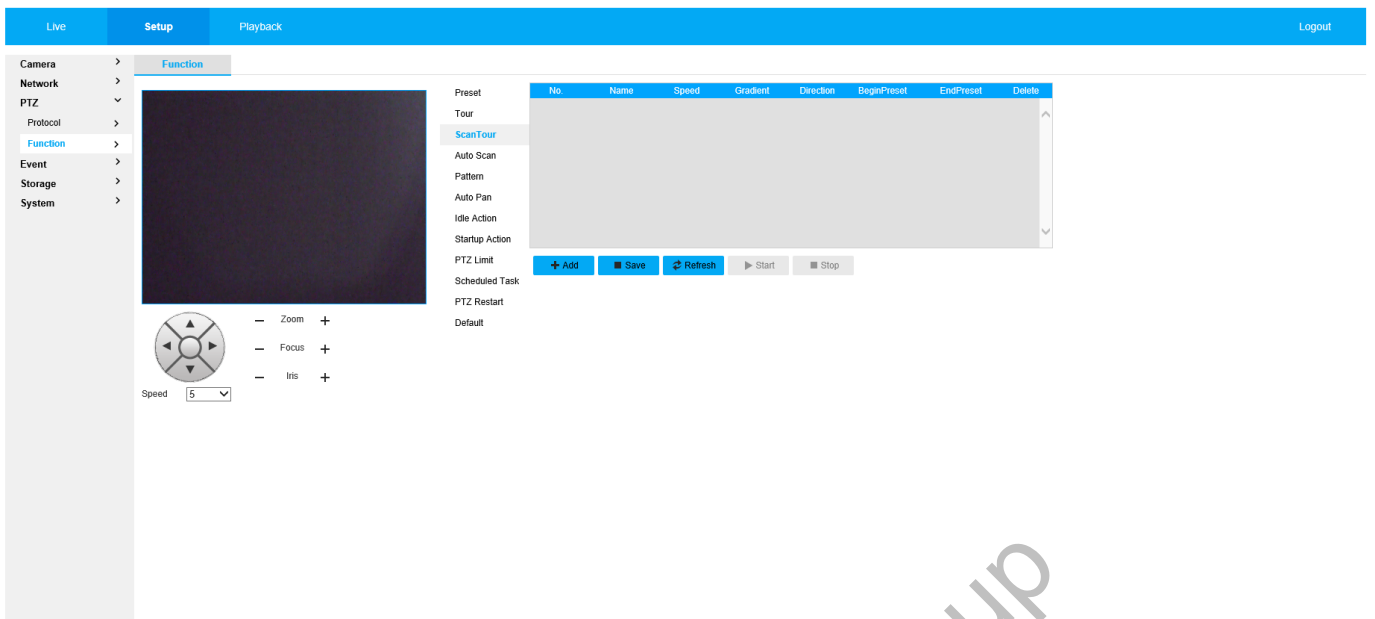 Live Setup Playback Logout
Camera
Network
PTZ
Protocol
Function
Event
Storage
System
Function
Zoom
Focus
Iris
Speed 5
Preset
Tour
ScanTour
Auto Scan
Pattern
Auto Pan
Idle Action
Startup Action
PTZ Limit
Scheduled Task
PTZ Restart
Default
No. Name Speed Gradient Direction BeginPreset EndPreset Delete
Add Save Refresh Start Stop
up